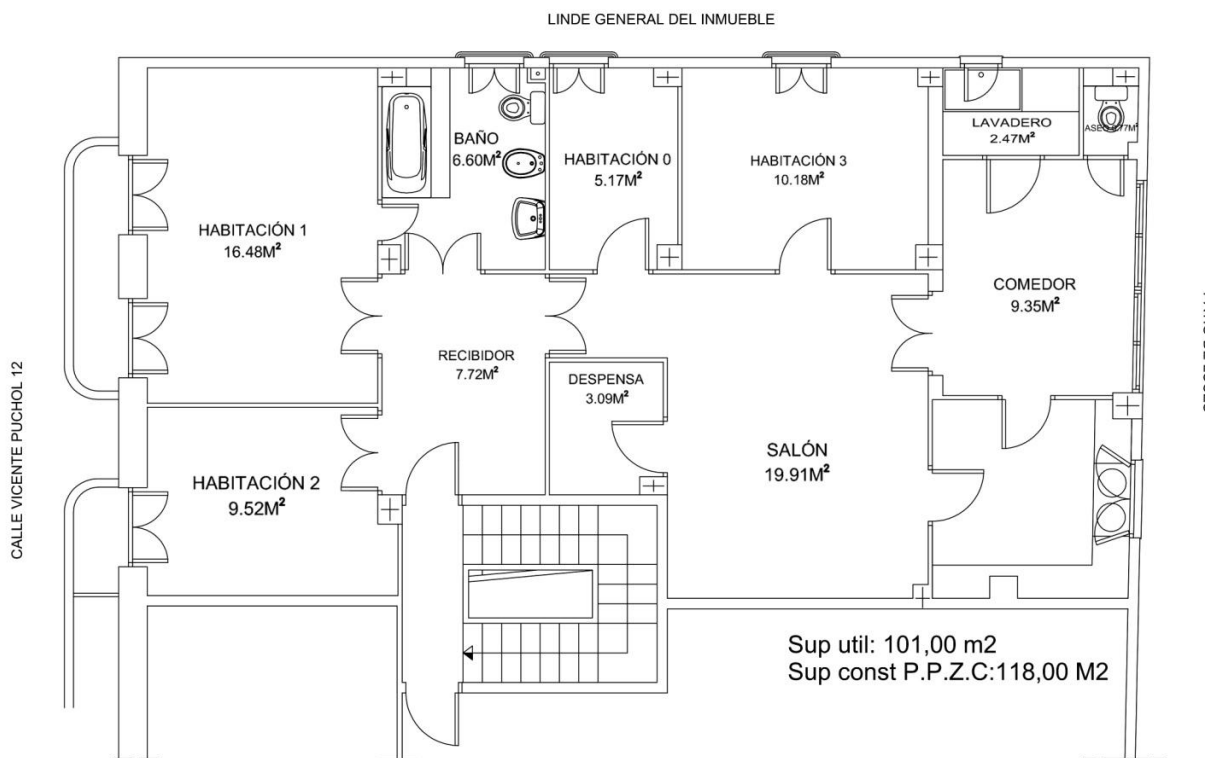 LINDE GENERAL DEL INMUEBLE
BAÑO
6.60M²
HABITACIÓN 0
5.17M²
HABITACIÓN 3
10.18M²
LAVADERO
2.47M²
HABITACIÓN 1
16.48M²
COMEDOR
9.35M²
RECIBIDOR
7.72M²
DESPENSA
3.09M²
SALÓN
19.91M²
HABITACIÓN 2
9.52M²
CALLE VICENTE PUCHOL 12
Sup util: 101,00 m2
Sup const P.P.Z.C:118,00 M2